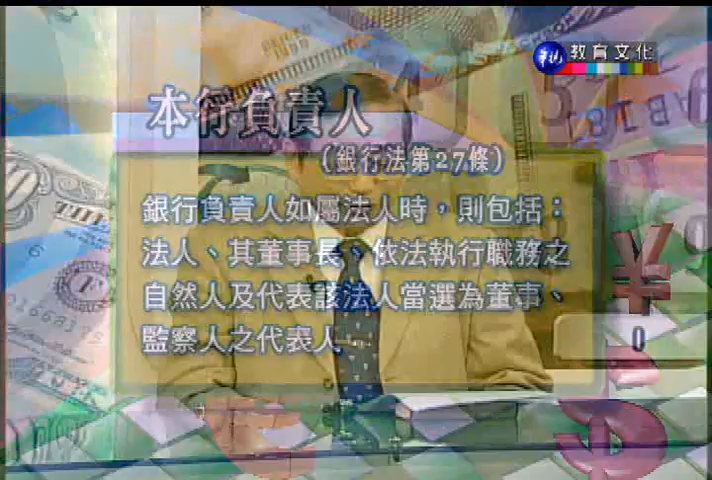 華視 教育文化
本行負責人
（銀行法第27條）
銀行負責人如屬法人時，則包括：
法人、其董事長、依法執行職務之
自然人及代表該法人當選為董事、
監察人之代表人